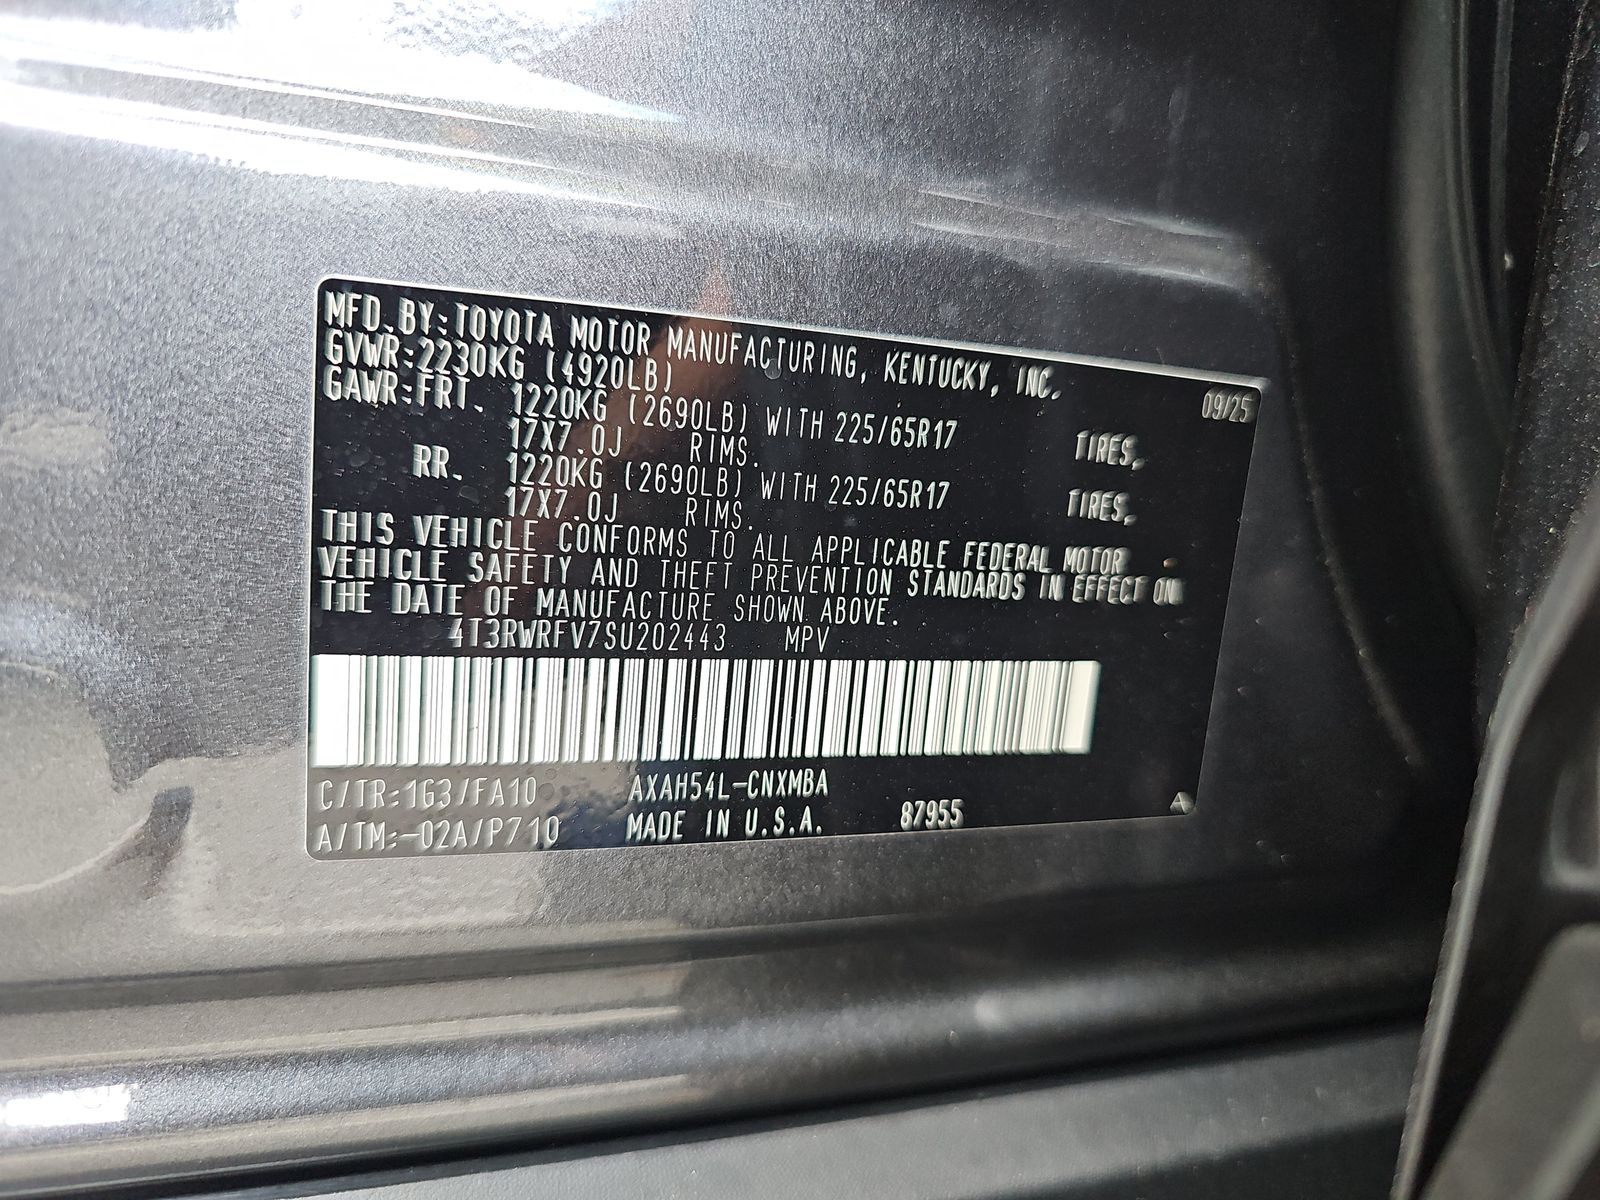 MFD. BY: TOYOTA MOTOR MANUFACTURING, KENTUCKY, INC. 09/25
GVWR: 2230KG (4920LB)
GAWR: FRT. 1220KG (2690LB) WITH 225/65R17 TIRES,
17X7.0J RIMS.
RR. 1220KG (2690LB) WITH 225/65R17 TIRES,
17X7.0J RIMS.
THIS VEHICLE CONFORMS TO ALL APPLICABLE FEDERAL MOTOR
VEHICLE SAFETY AND THEFT PREVENTION STANDARDS IN EFFECT ON
THE DATE OF MANUFACTURE SHOWN ABOVE.
4T3RWRFV7SU202443 MPV
C/TR: 1G3/FA10 AXAH54L-CNXMBA
A/TM: -02A/P710 MADE IN U.S.A. 87955 A